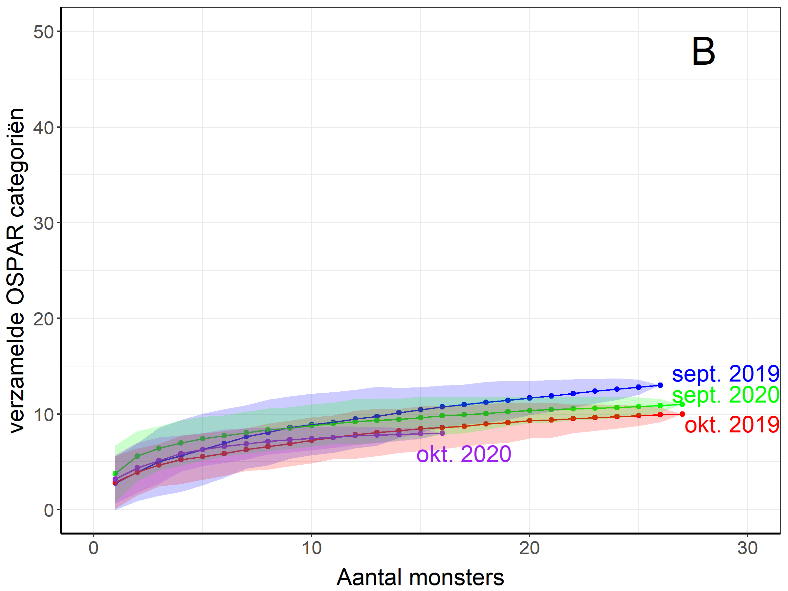 B
50
40
30
20
10
0
verzamelde OSPAR categoriën
sept. 2019
sept. 2020
okt. 2019
okt. 2020
0
10
20
30
Aantal monsters